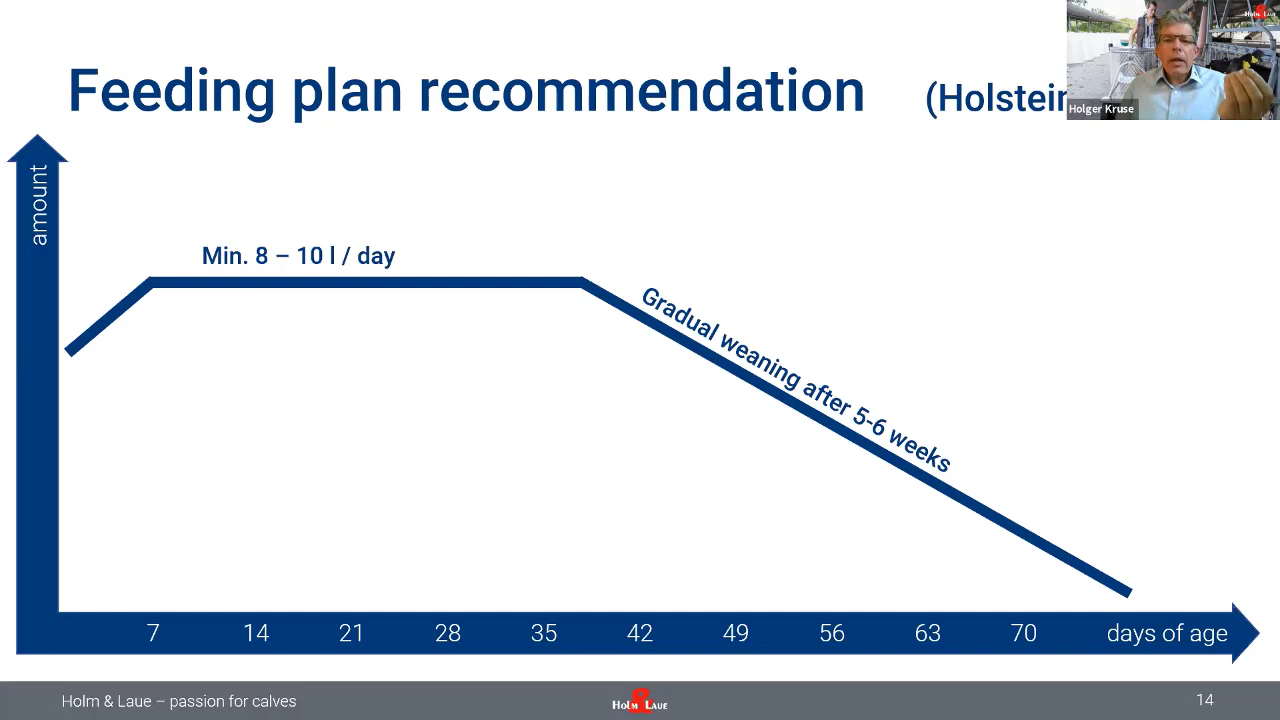 Feeding plan recommendation (Holstein
Holm & Laue
Holger Kruse
amount
Min. 8 – 10 l / day
Gradual weaning after 5-6 weeks
7 14 21 28 35 42 49 56 63 70 days of age
Holm & Laue – passion for calves
Holm & Laue
14